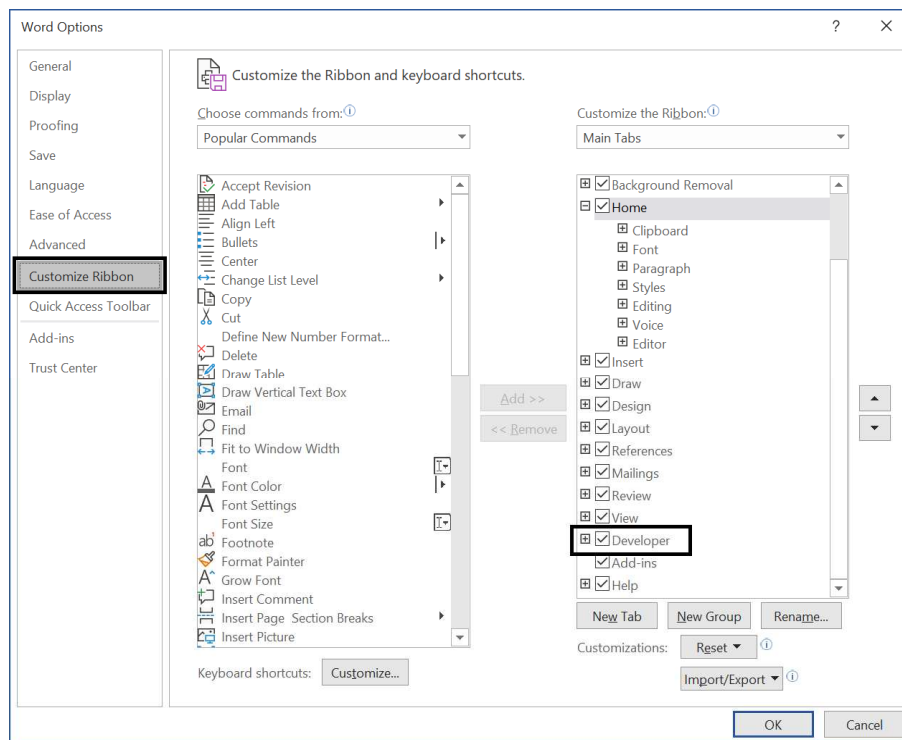 Word Options
?
General
Display
Proofing
Save
Language
Ease of Access
Advanced
Customize Ribbon
Quick Access Toolbar
Add-ins
Trust Center
Customize the Ribbon and keyboard shortcuts.
Choose commands from:
Popular Commands
Accept Revision
Add Table
Align Left
Bullets
Center
Change List Level
Copy
Cut
Define New Number Format...
Delete
Draw Table
Draw Vertical Text Box
Email
Find
Fit to Window Width
Font
Font Color
Font Settings
Font Size
Footnote
Format Painter
Grow Font
Insert Comment
Insert Page Section Breaks
Insert Picture
Keyboard shortcuts: Customize...
Add >>
<< Remove
Customize the Ribbon:
Main Tabs
Background Removal
Home
Clipboard
Font
Paragraph
Styles
Editing
Voice
Editor
Insert
Draw
Design
Layout
References
Mailings
Review
View
Developer
Add-ins
Help
New Tab New Group Rename...
Customizations: Reset
Import/Export
OK Cancel